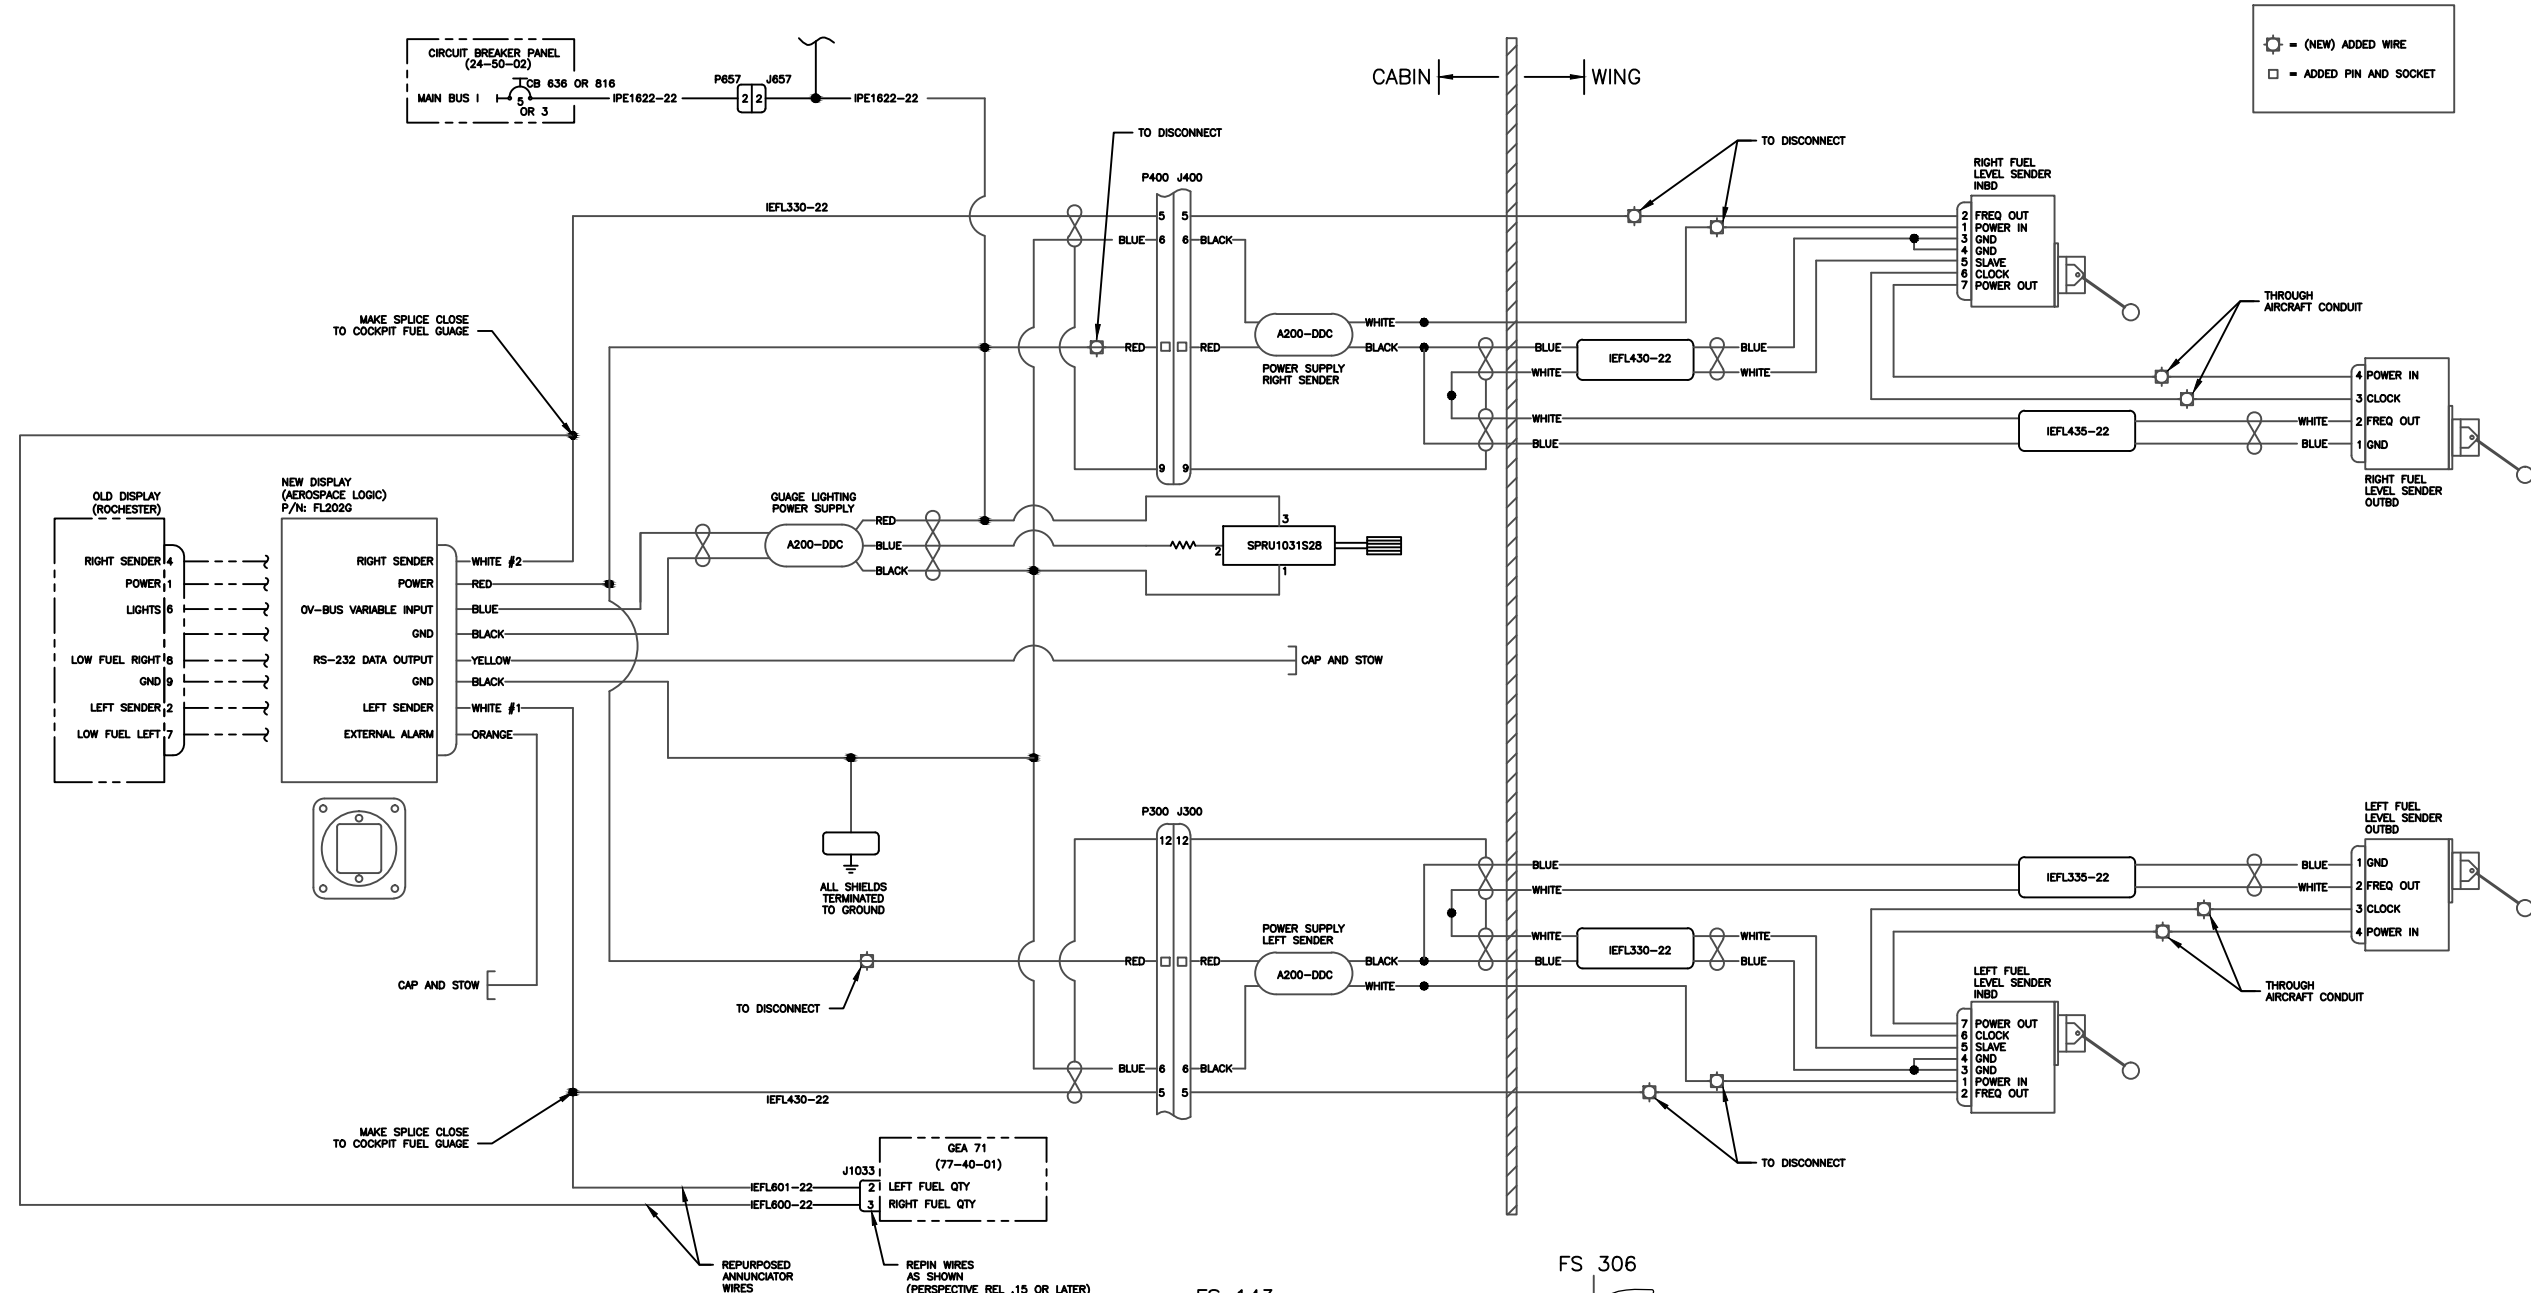 CIRCUIT BREAKER PANEL
(24-50-02)
CB 636 OR 816
MAIN BUS 1
5
OR 3
IPE1622-22
P657
J657
2
2
IPE1622-22
CABIN
WING
= (NEW) ADDED WIRE
= ADDED PIN AND SOCKET
TO DISCONNECT
TO DISCONNECT
P400 J400
IEFL330-22
5
5
BLUE
6
6
BLACK
RED
RED
9
9
A200-DDC
POWER SUPPLY
RIGHT SENDER
WHITE
BLACK
BLUE
WHITE
IEFL430-22
BLUE
WHITE
WHITE
BLUE
IEFL435-22
WHITE
BLUE
RIGHT FUEL
LEVEL SENDER
INBD
2 FREQ OUT
1 POWER IN
3 GND
4 GND
5 SLAVE
6 CLOCK
7 POWER OUT
THROUGH
AIRCRAFT CONDUIT
4 POWER IN
3 CLOCK
2 FREQ OUT
1 GND
RIGHT FUEL
LEVEL SENDER
OUTBD
MAKE SPLICE CLOSE
TO COCKPIT FUEL GUAGE
OLD DISPLAY
(ROCHESTER)
RIGHT SENDER 4
POWER 1
LIGHTS 6
LOW FUEL RIGHT 8
GND 9
LEFT SENDER 2
LOW FUEL LEFT 7
NEW DISPLAY
(AEROSPACE LOGIC)
P/N: FL202G
RIGHT SENDER
WHITE #2
POWER
RED
0V-BUS VARIABLE INPUT
BLUE
GND
BLACK
RS-232 DATA OUTPUT
YELLOW
GND
BLACK
LEFT SENDER
WHITE #1
EXTERNAL ALARM
ORANGE
GUAGE LIGHTING
POWER SUPPLY
A200-DDC
RED
BLUE
BLACK
3
2
SPRU1031S28
1
CAP AND STOW
ALL SHIELDS
TERMINATED
TO GROUND
CAP AND STOW
TO DISCONNECT
P300 J300
12
12
RED
RED
BLUE
6
6
BLACK
5
5
IEFL430-22
POWER SUPPLY
LEFT SENDER
A200-DDC
BLACK
WHITE
BLUE
WHITE
WHITE
BLUE
IEFL330-22
WHITE
BLUE
IEFL335-22
BLUE
WHITE
LEFT FUEL
LEVEL SENDER
OUTBD
1 GND
2 FREQ OUT
3 CLOCK
4 POWER IN
THROUGH
AIRCRAFT CONDUIT
LEFT FUEL
LEVEL SENDER
INBD
7 POWER OUT
6 CLOCK
5 SLAVE
4 GND
3 GND
1 POWER IN
2 FREQ OUT
TO DISCONNECT
MAKE SPLICE CLOSE
TO COCKPIT FUEL GUAGE
GEA 71
(77-40-01)
J1033
IEFL601-22
2 LEFT FUEL QTY
IEFL600-22
3 RIGHT FUEL QTY
REPURPOSED
ANNUNCIATOR
WIRES
REPIN WIRES
AS SHOWN
(PERSPECTIVE REL .15 OR LATER)
FS 306